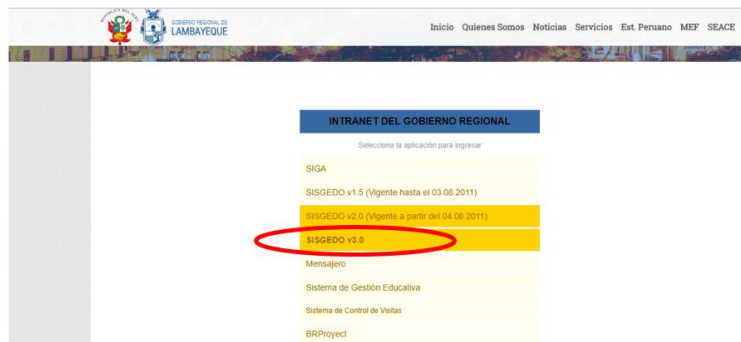 GOBIERNO REGIONAL DE
LAMBAYEQUE
Inicio Quienes Somos Noticias Servicios Est. Peruano MEF SEACE
INTRANET DEL GOBIERNO REGIONAL
Selecciona la aplicación para ingresar
SIGA
SISGEDO v1.5 (Vigente hasta el 03.08.2011)
SISGEDO v2.0 (Vigente a partir del 04.08.2011)
SISGEDO v3.0
Mensajero
Sistema de Gestión Educativa
Sistema de Control de Visitas
BRProyect